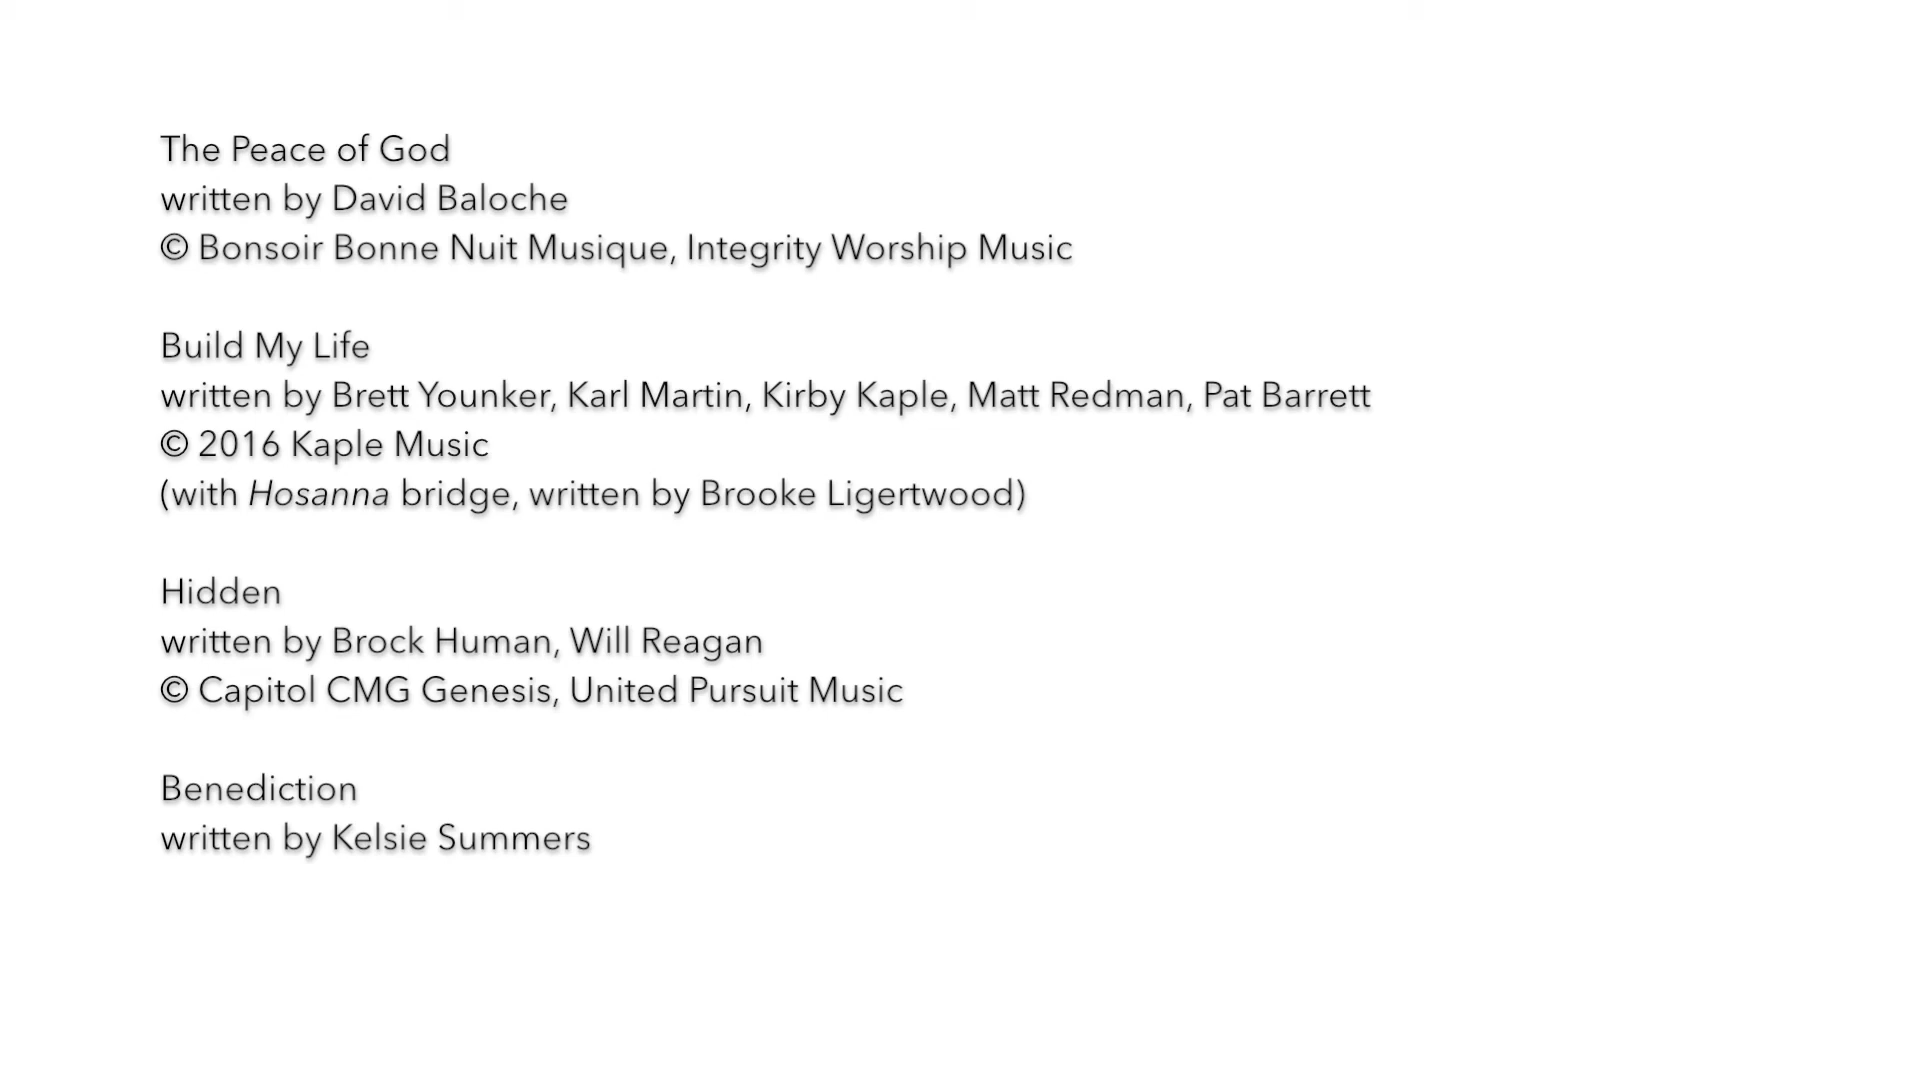 The Peace of God
written by David Baloche
© Bonsoir Bonne Nuit Musique, Integrity Worship Music
Build My Life
written by Brett Younker, Karl Martin, Kirby Kaple, Matt Redman, Pat Barrett
© 2016 Kaple Music
(with Hosanna bridge, written by Brooke Ligertwood)
Hidden
written by Brock Human, Will Reagan
© Capitol CMG Genesis, United Pursuit Music
Benediction
written by Kelsie Summers